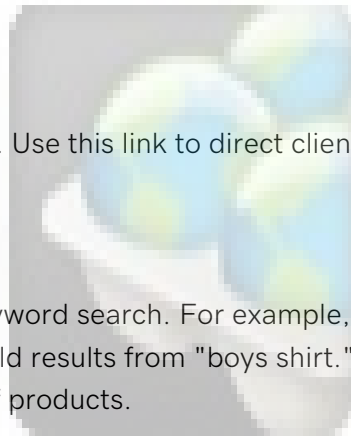 . Use this link to direct clien
yword search. For example,
ld results from "boys shirt."
f products.